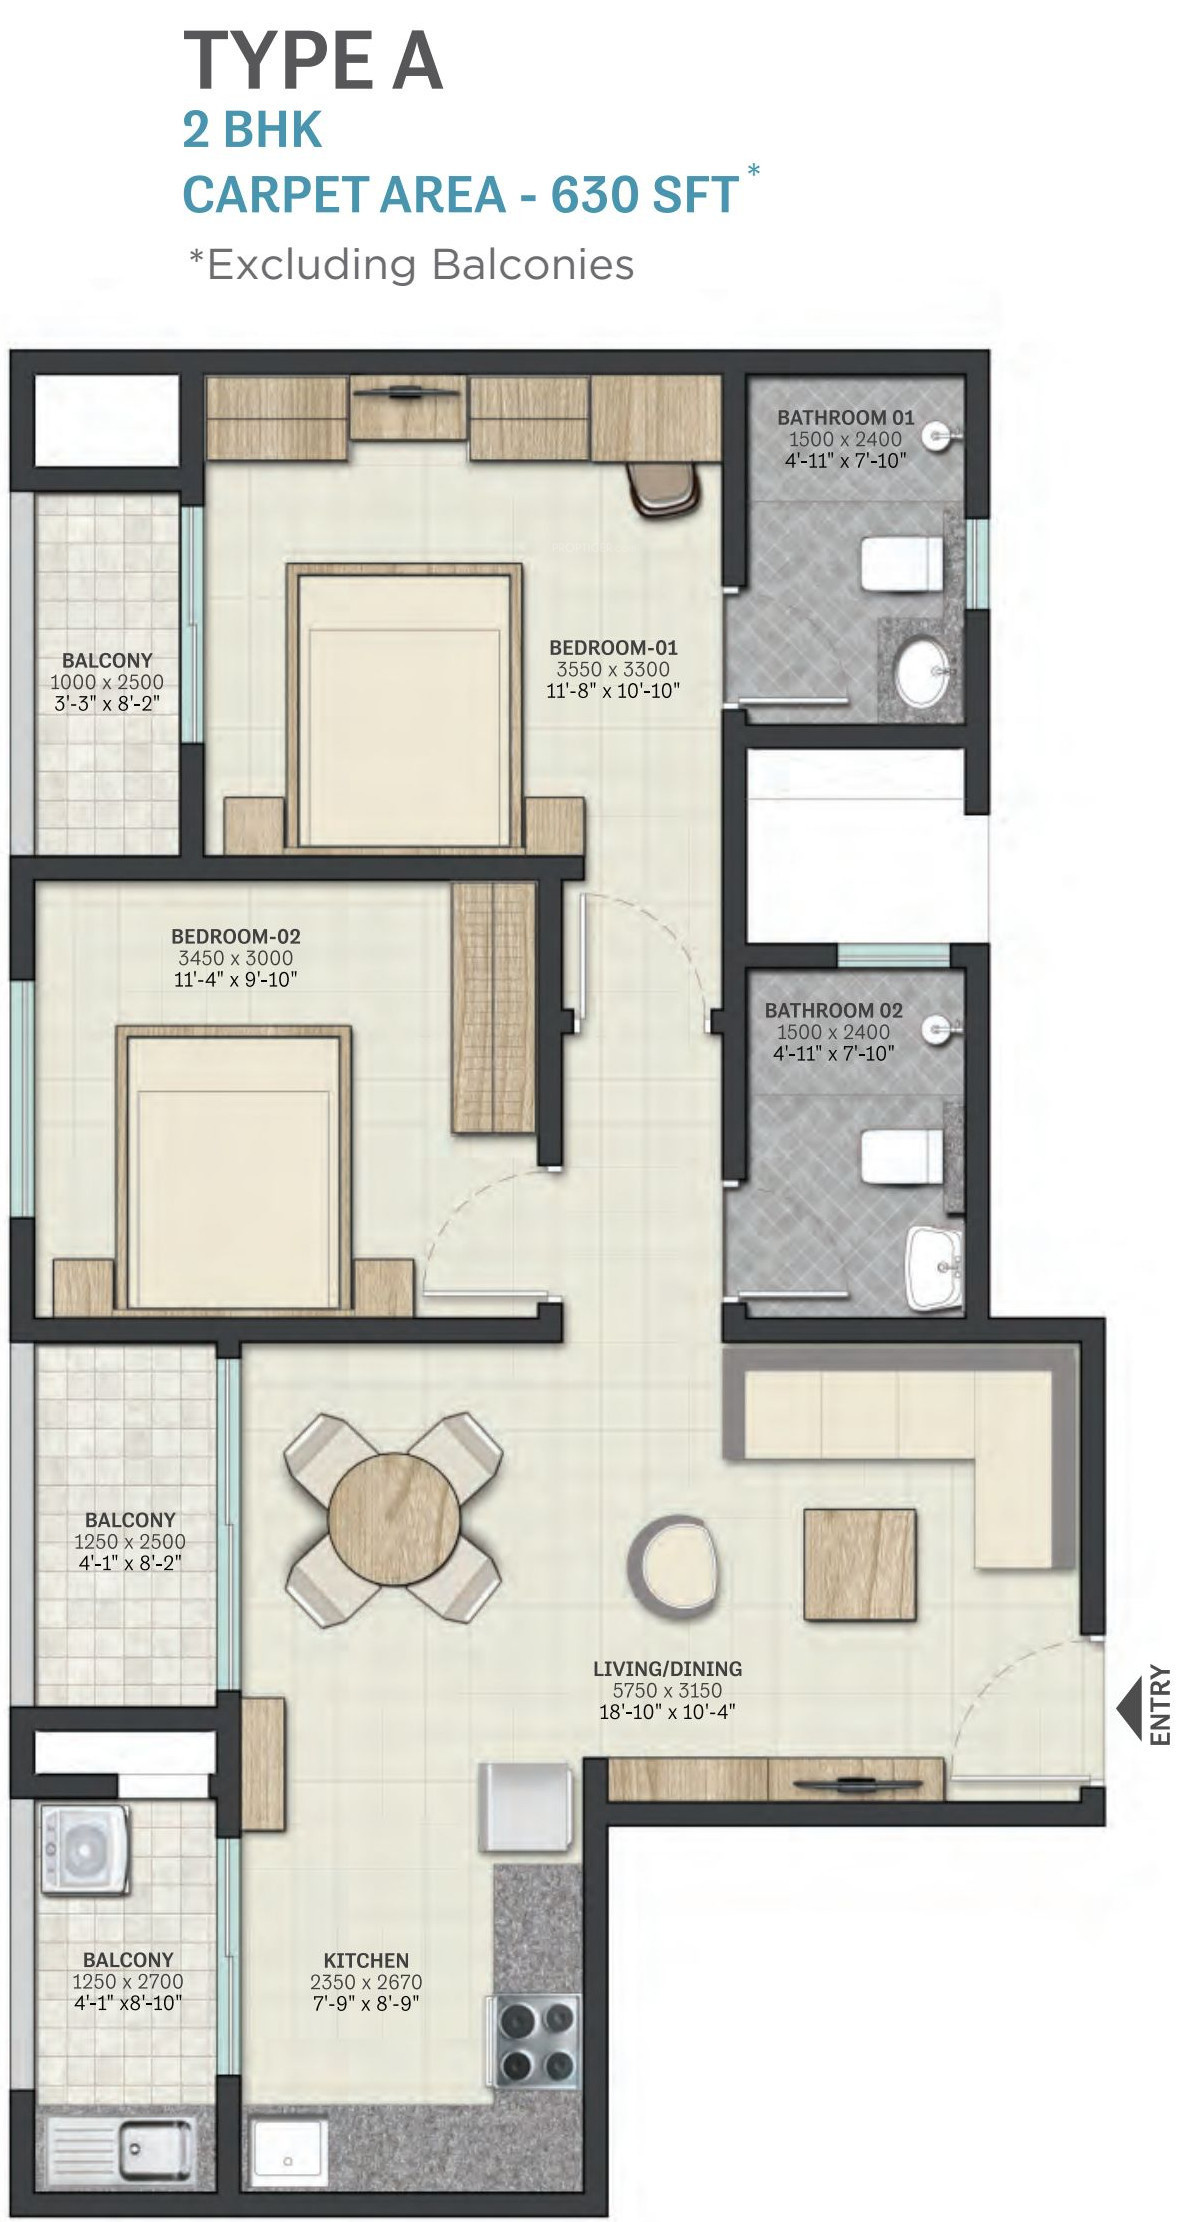 TYPE A
2 BHK
CARPET AREA - 630 SFT*
*Excluding Balconies
BATHROOM 01
1500 x 2400
4'-11" x 7'-10"
BALCONY
1000 x 2500
3'-3" x 8'-2"
BEDROOM-01
3550 x 3300
11'-8" x 10'-10"
BEDROOM-02
3450 x 3000
11'-4" x 9'-10"
BATHROOM 02
1500 x 2400
4'-11" x 7'-10"
BALCONY
1250 x 2500
4'-1" x 8'-2"
LIVING/DINING
5750 x 3150
18'-10" x 10'-4"
ENTRY
BALCONY
1250 x 2700
4'-1" x8'-10"
KITCHEN
2350 x 2670
7'-9" x 8'-9"